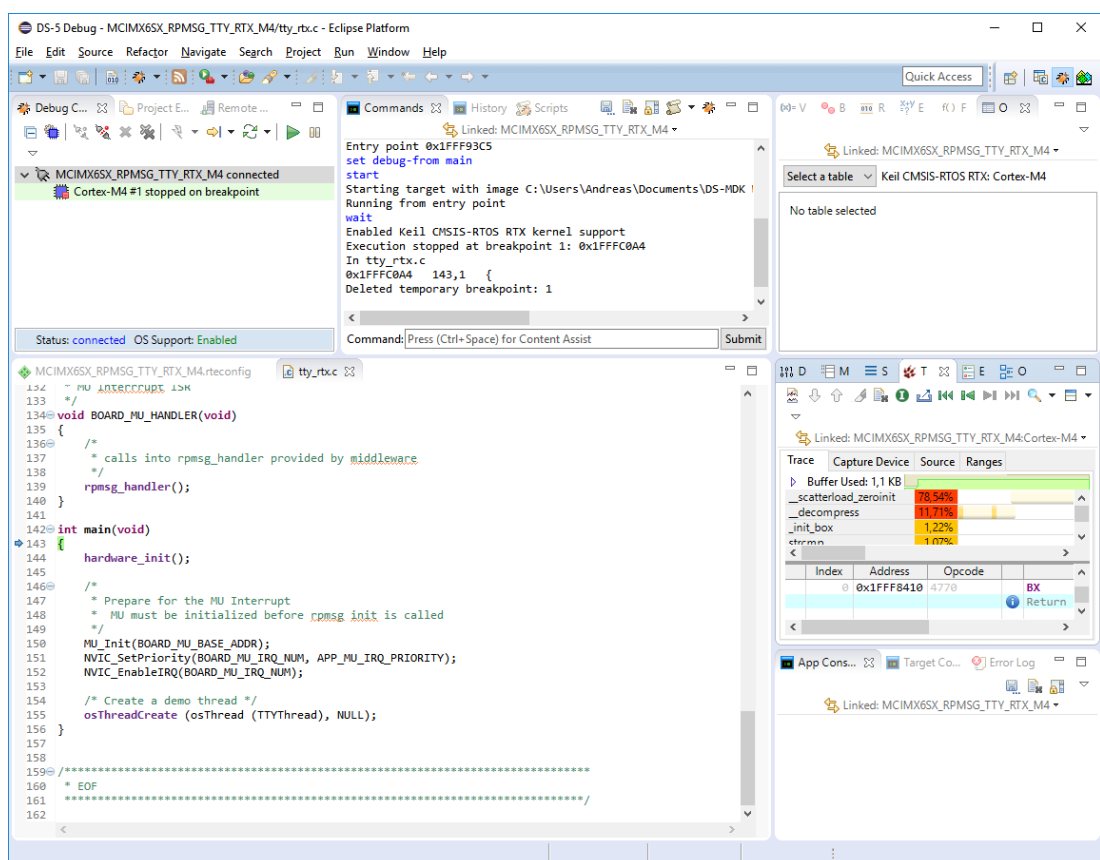 DS-5 Debug - MCIMX6SX_RPMSG_TTY_RTX_M4/tty_rtx.c - Eclipse Platform
File Edit Source Refactor Navigate Search Project Run Window Help
Quick Access
Debug C... Project E... Remote ...
MCIMX6SX_RPMSG_TTY_RTX_M4 connected
Cortex-M4 #1 stopped on breakpoint
Status: connected OS Support: Enabled
Commands History Scripts
Linked: MCIMX6SX_RPMSG_TTY_RTX_M4
Entry point 0x1FFF93C5
set debug-from main
start
Starting target with image C:\Users\Andreas\Documents\DS-MDK
Running from entry point
wait
Enabled Keil CMSIS-RTOS RTX kernel support
Execution stopped at breakpoint 1: 0x1FFFC0A4
In tty_rtx.c
0x1FFFC0A4 143,1 {
Deleted temporary breakpoint: 1
Command: Press (Ctrl+Space) for Content Assist Submit
(x)= V B 010 R X+Y =? E f() F O
Linked: MCIMX6SX_RPMSG_TTY_RTX_M4
Select a table Keil CMSIS-RTOS RTX: Cortex-M4
No table selected
MCIMX6SX_RPMSG_TTY_RTX_M4.rteconfig tty_rtx.c
132 * MU Interrrupt ISR
133 */
134 void BOARD_MU_HANDLER(void)
135 {
136 /*
137 * calls into rpmsg_handler provided by middleware
138 */
139 rpmsg_handler();
140 }
141
142 int main(void)
143 {
144 hardware_init();
145
146 /*
147 * Prepare for the MU Interrupt
148 * MU must be initialized before rpmsg init is called
149 */
150 MU_Init(BOARD_MU_BASE_ADDR);
151 NVIC_SetPriority(BOARD_MU_IRQ_NUM, APP_MU_IRQ_PRIORITY);
152 NVIC_EnableIRQ(BOARD_MU_IRQ_NUM);
153
154 /* Create a demo thread */
155 osThreadCreate (osThread (TTYThread), NULL);
156 }
157
158
159 /*******************************************************************************
160 * EOF
161 ******************************************************************************/
162
D M S T E O
Linked: MCIMX6SX_RPMSG_TTY_RTX_M4:Cortex-M4
Trace Capture Device Source Ranges
Buffer Used: 1,1 KB
__scatterload_zeroinit 78,54%
__decompress 11,71%
_init_box 1,22%
strcmp 1,07%
Index Address Opcode
0 0x1FFF8410 4770 BX
Return
App Cons... Target Co... Error Log
Linked: MCIMX6SX_RPMSG_TTY_RTX_M4